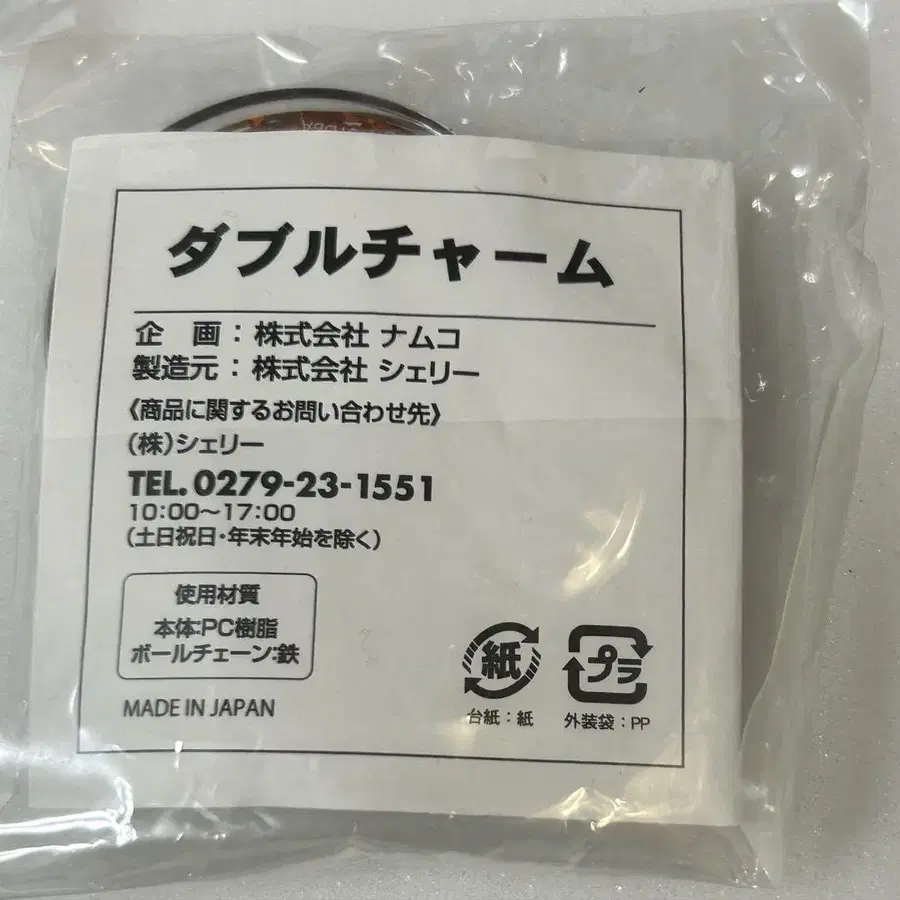 ダブルチャーム
企　画：株式会社 ナムコ
製造元：株式会社 シェリー
《商品に関するお問い合わせ先》
(株)シェリー
TEL. 0279-23-1551
10:00～17:00
(土日祝日・年末年始を除く)
使用材質
本体:PC樹脂
ボールチェーン:鉄
MADE IN JAPAN
紙
プラ
台紙：紙
外装袋：PP